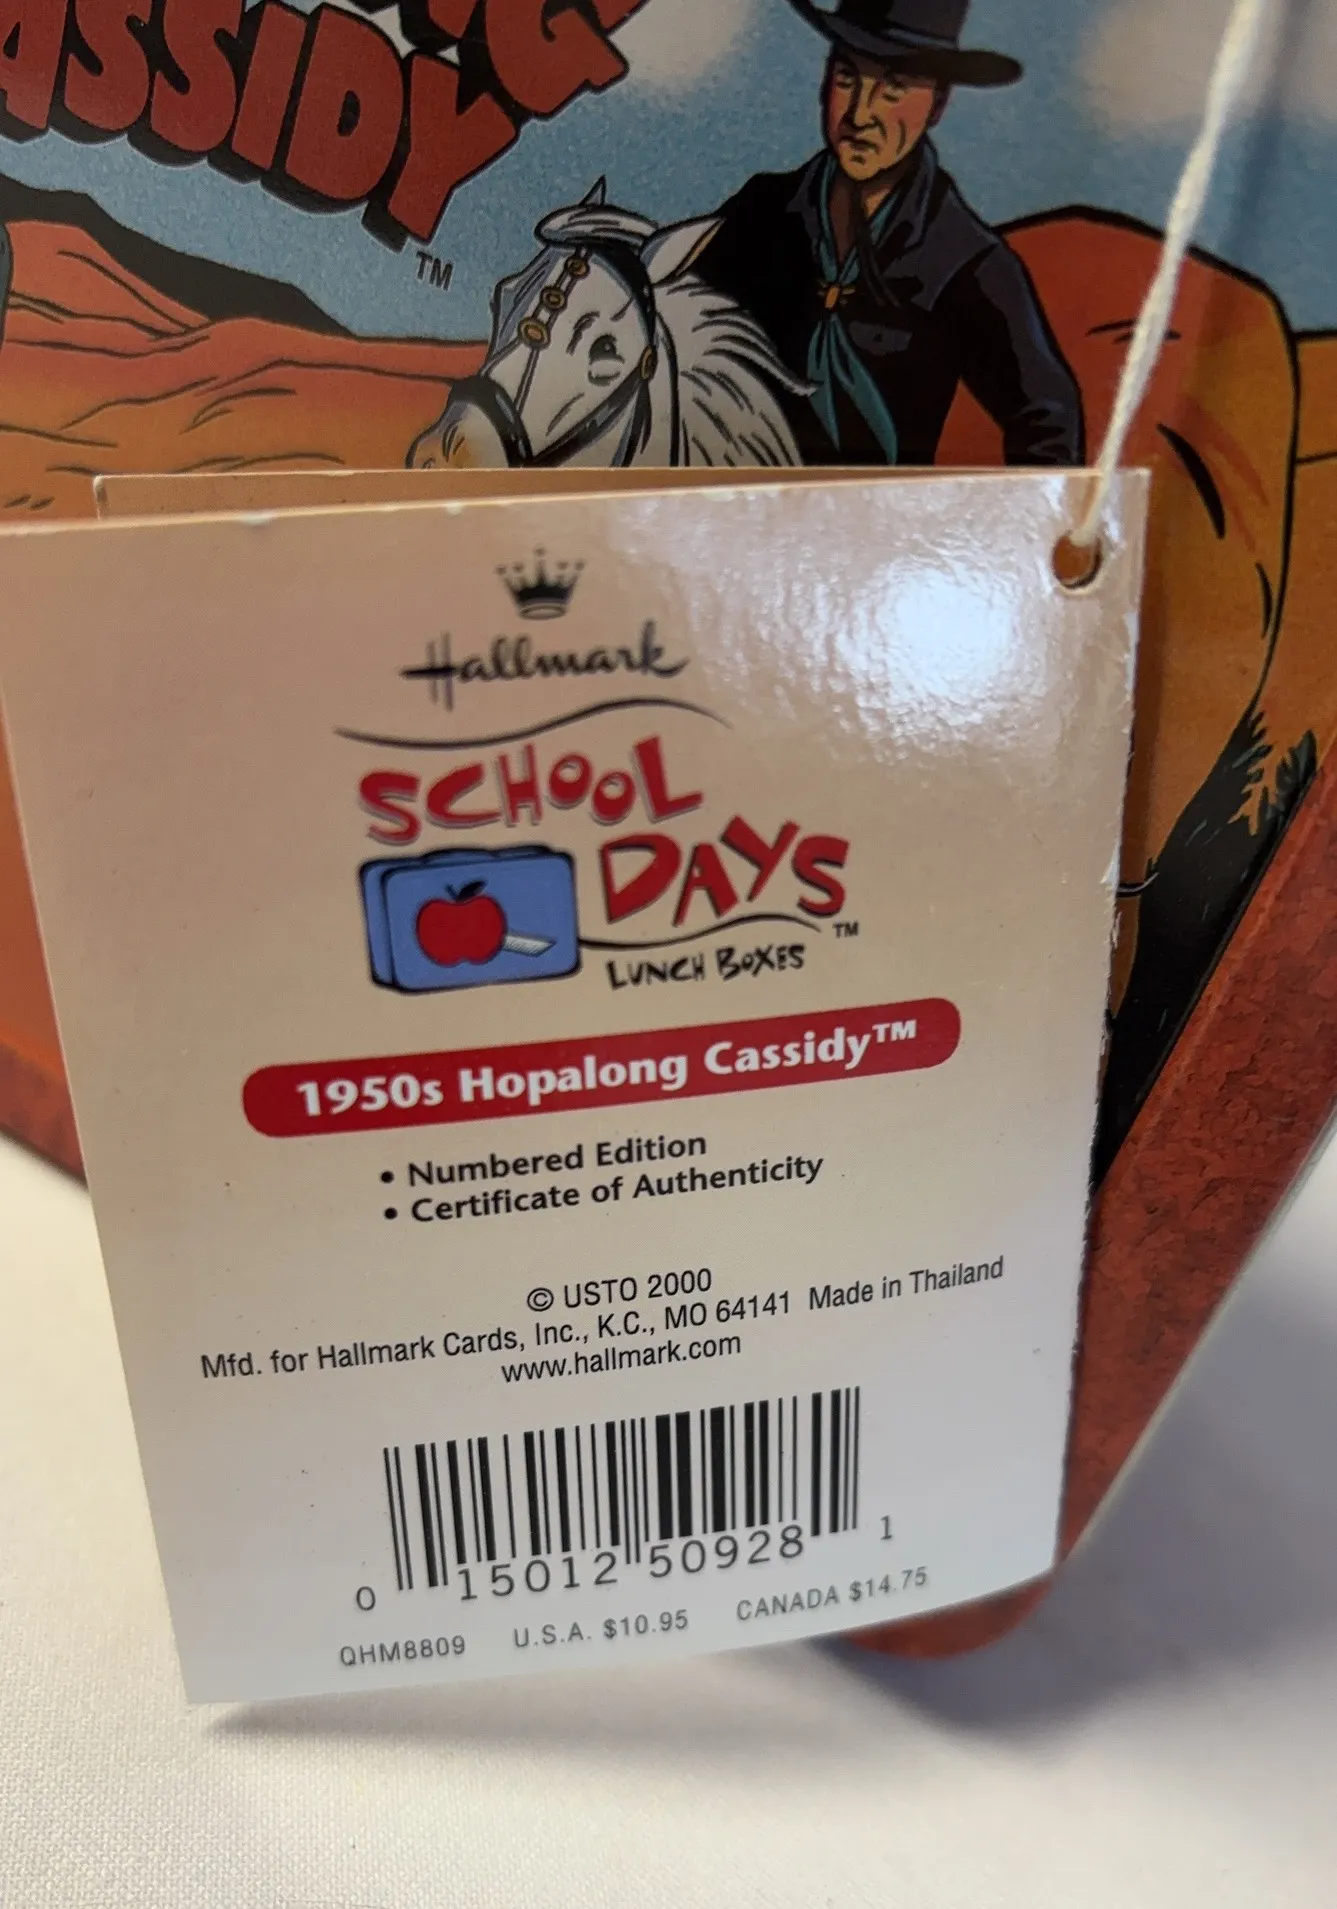 CASSIDY
TM
Hallmark
SCHOOL
DAYS
TM
LUNCH BOXES
1950s Hopalong Cassidy™
• Numbered Edition
• Certificate of Authenticity
© USTO 2000
Mfd. for Hallmark Cards, Inc., K.C., MO 64141 Made in Thailand
www.hallmark.com
0 15012 50928 1
QHM8809 U.S.A. $10.95 CANADA $14.75